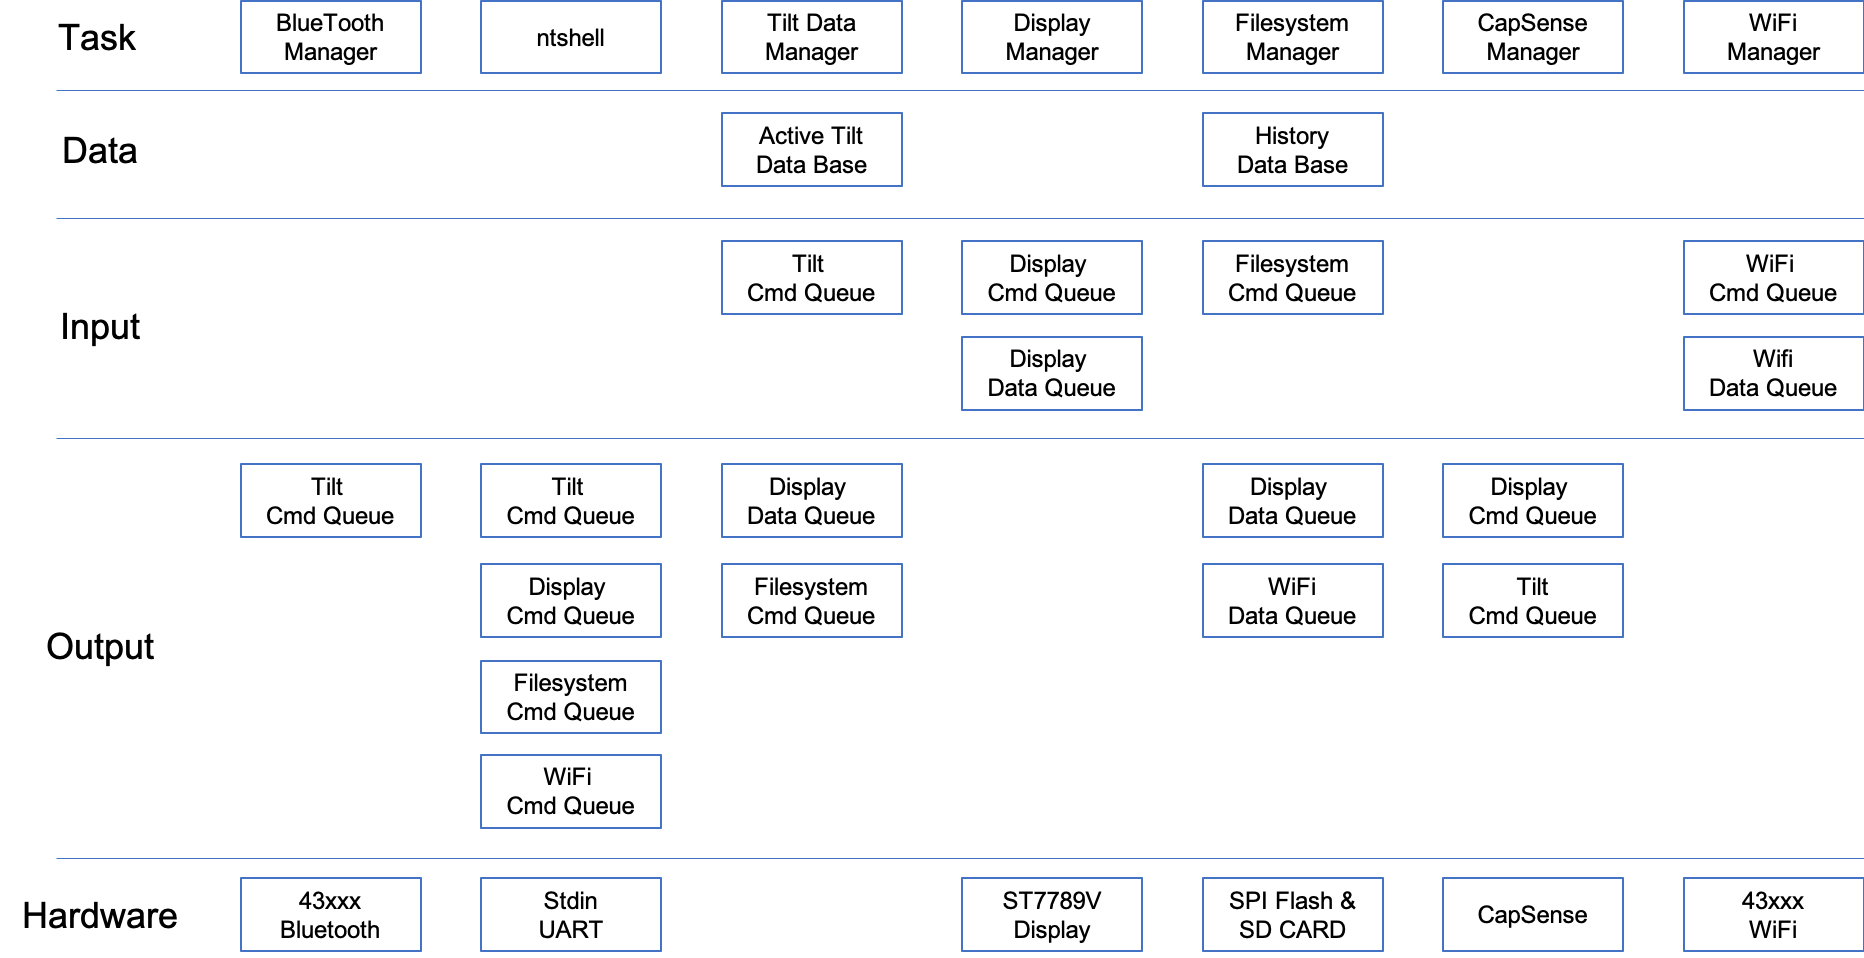 Task
BlueTooth
Manager
ntshell
Tilt Data
Manager
Display
Manager
Filesystem
Manager
CapSense
Manager
WiFi
Manager
Data
Active Tilt
Data Base
History
Data Base
Input
Tilt
Cmd Queue
Display
Cmd Queue
Filesystem
Cmd Queue
WiFi
Cmd Queue
Display
Data Queue
Wifi
Data Queue
Output
Tilt
Cmd Queue
Tilt
Cmd Queue
Display
Data Queue
Display
Data Queue
Display
Cmd Queue
Display
Cmd Queue
Filesystem
Cmd Queue
WiFi
Data Queue
Tilt
Cmd Queue
Filesystem
Cmd Queue
WiFi
Cmd Queue
Hardware
43xxx
Bluetooth
Stdin
UART
ST7789V
Display
SPI Flash &
SD CARD
CapSense
43xxx
WiFi